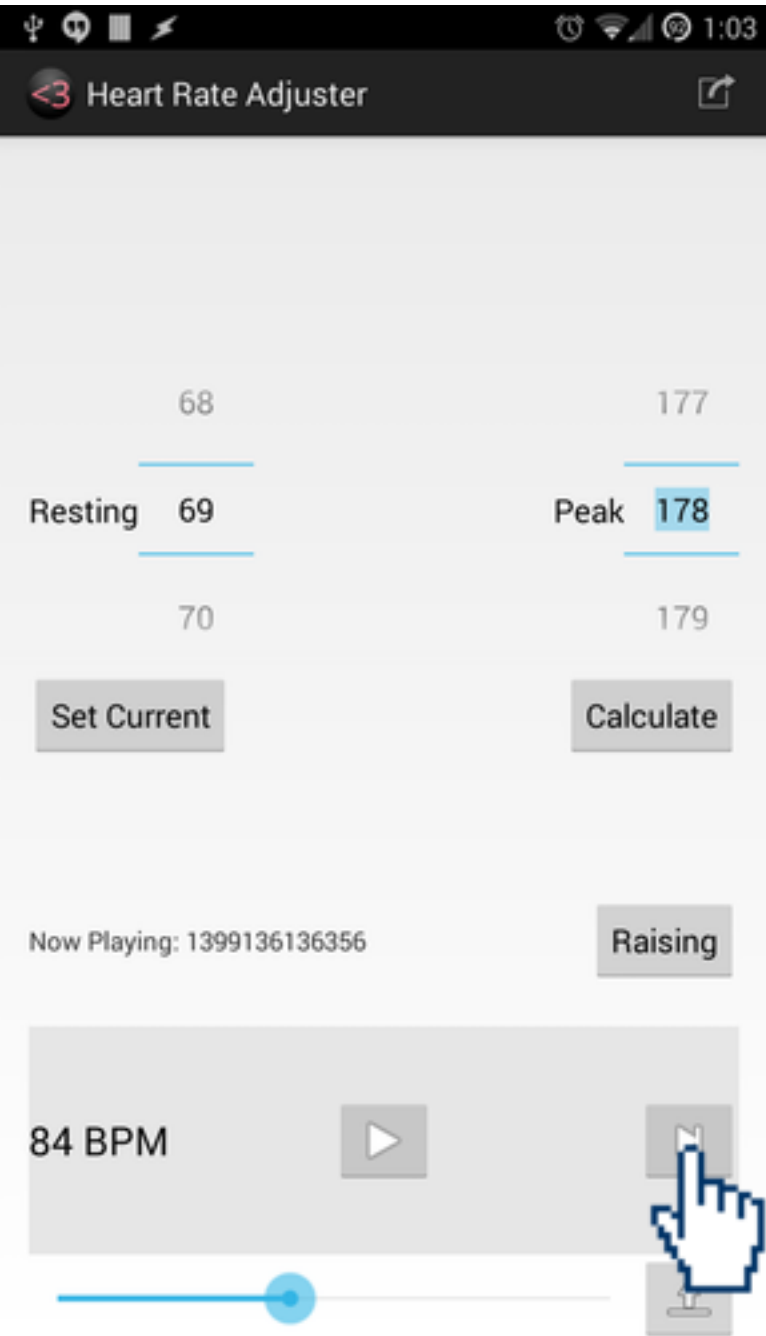 92 1:03
<3 Heart Rate Adjuster
68 177
Resting 69 Peak 178
70 179
Set Current Calculate
Now Playing: 1399136136356 Raising
84 BPM